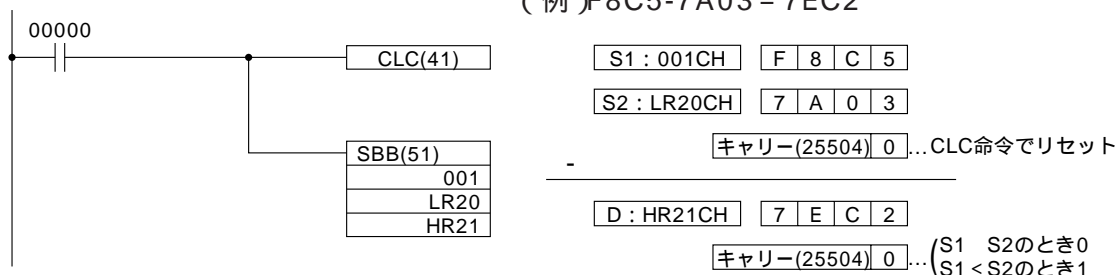 (例)F8C5-7A03=7EC2
00000
CLC(41)
SBB(51)
001
LR20
HR21
S1:001CH F 8 C 5
S2:LR20CH 7 A 0 3
キャリー(25504) 0 …CLC命令でリセット
-
D:HR21CH 7 E C 2
キャリー(25504) 0 …(S1 S2のとき0
S1<S2のとき1